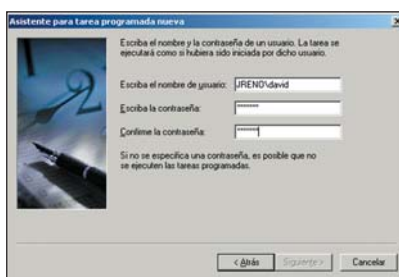 Asistente para tarea programada nueva
Escriba el nombre y la contraseña de un usuario. La tarea se
ejecutará como si hubiera sido iniciada por dicho usuario.
Escriba el nombre de usuario: JRENO\david
Escriba la contraseña: *******
Confirme la contraseña: *******
Si no se especifica una contraseña, es posible que no
se ejecuten las tareas programadas.
< Atrás Siguiente > Cancelar